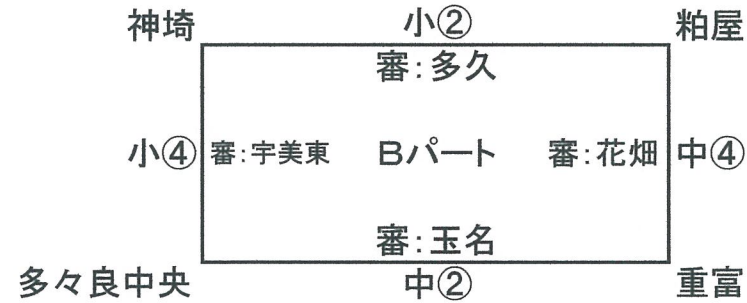 神埼 小② 粕屋
審：多久
小④ 審：宇美東 Bパート 審：花畑 中④
審：玉名
多々良中央 中② 重富